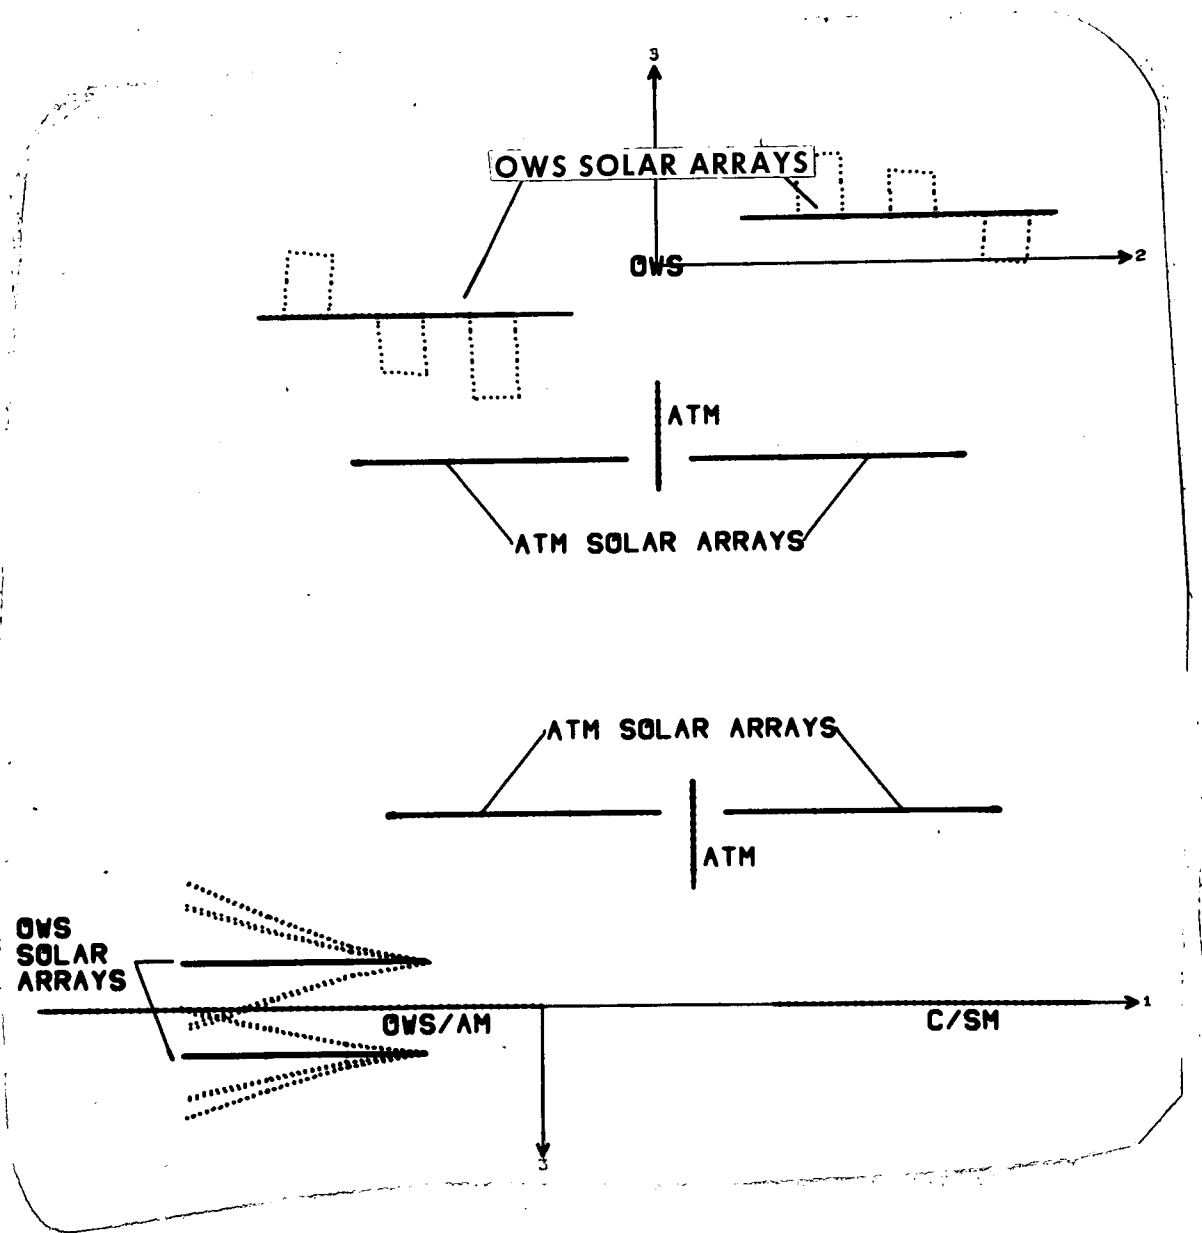 3
OWS SOLAR ARRAYS
2
OWS
ATM
ATM SOLAR ARRAYS
ATM SOLAR ARRAYS
ATM
OWS
SOLAR
ARRAYS
1
OWS/AM
C/SM
3